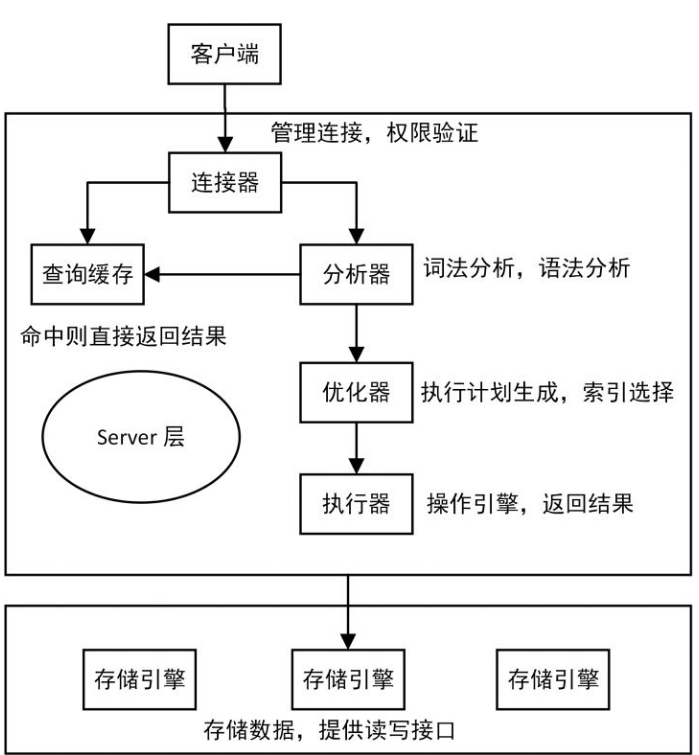 客户端
管理连接，权限验证
连接器
查询缓存
分析器
词法分析，语法分析
命中则直接返回结果
优化器
执行计划生成，索引选择
Server 层
执行器
操作引擎，返回结果
存储引擎
存储引擎
存储引擎
存储数据，提供读写接口